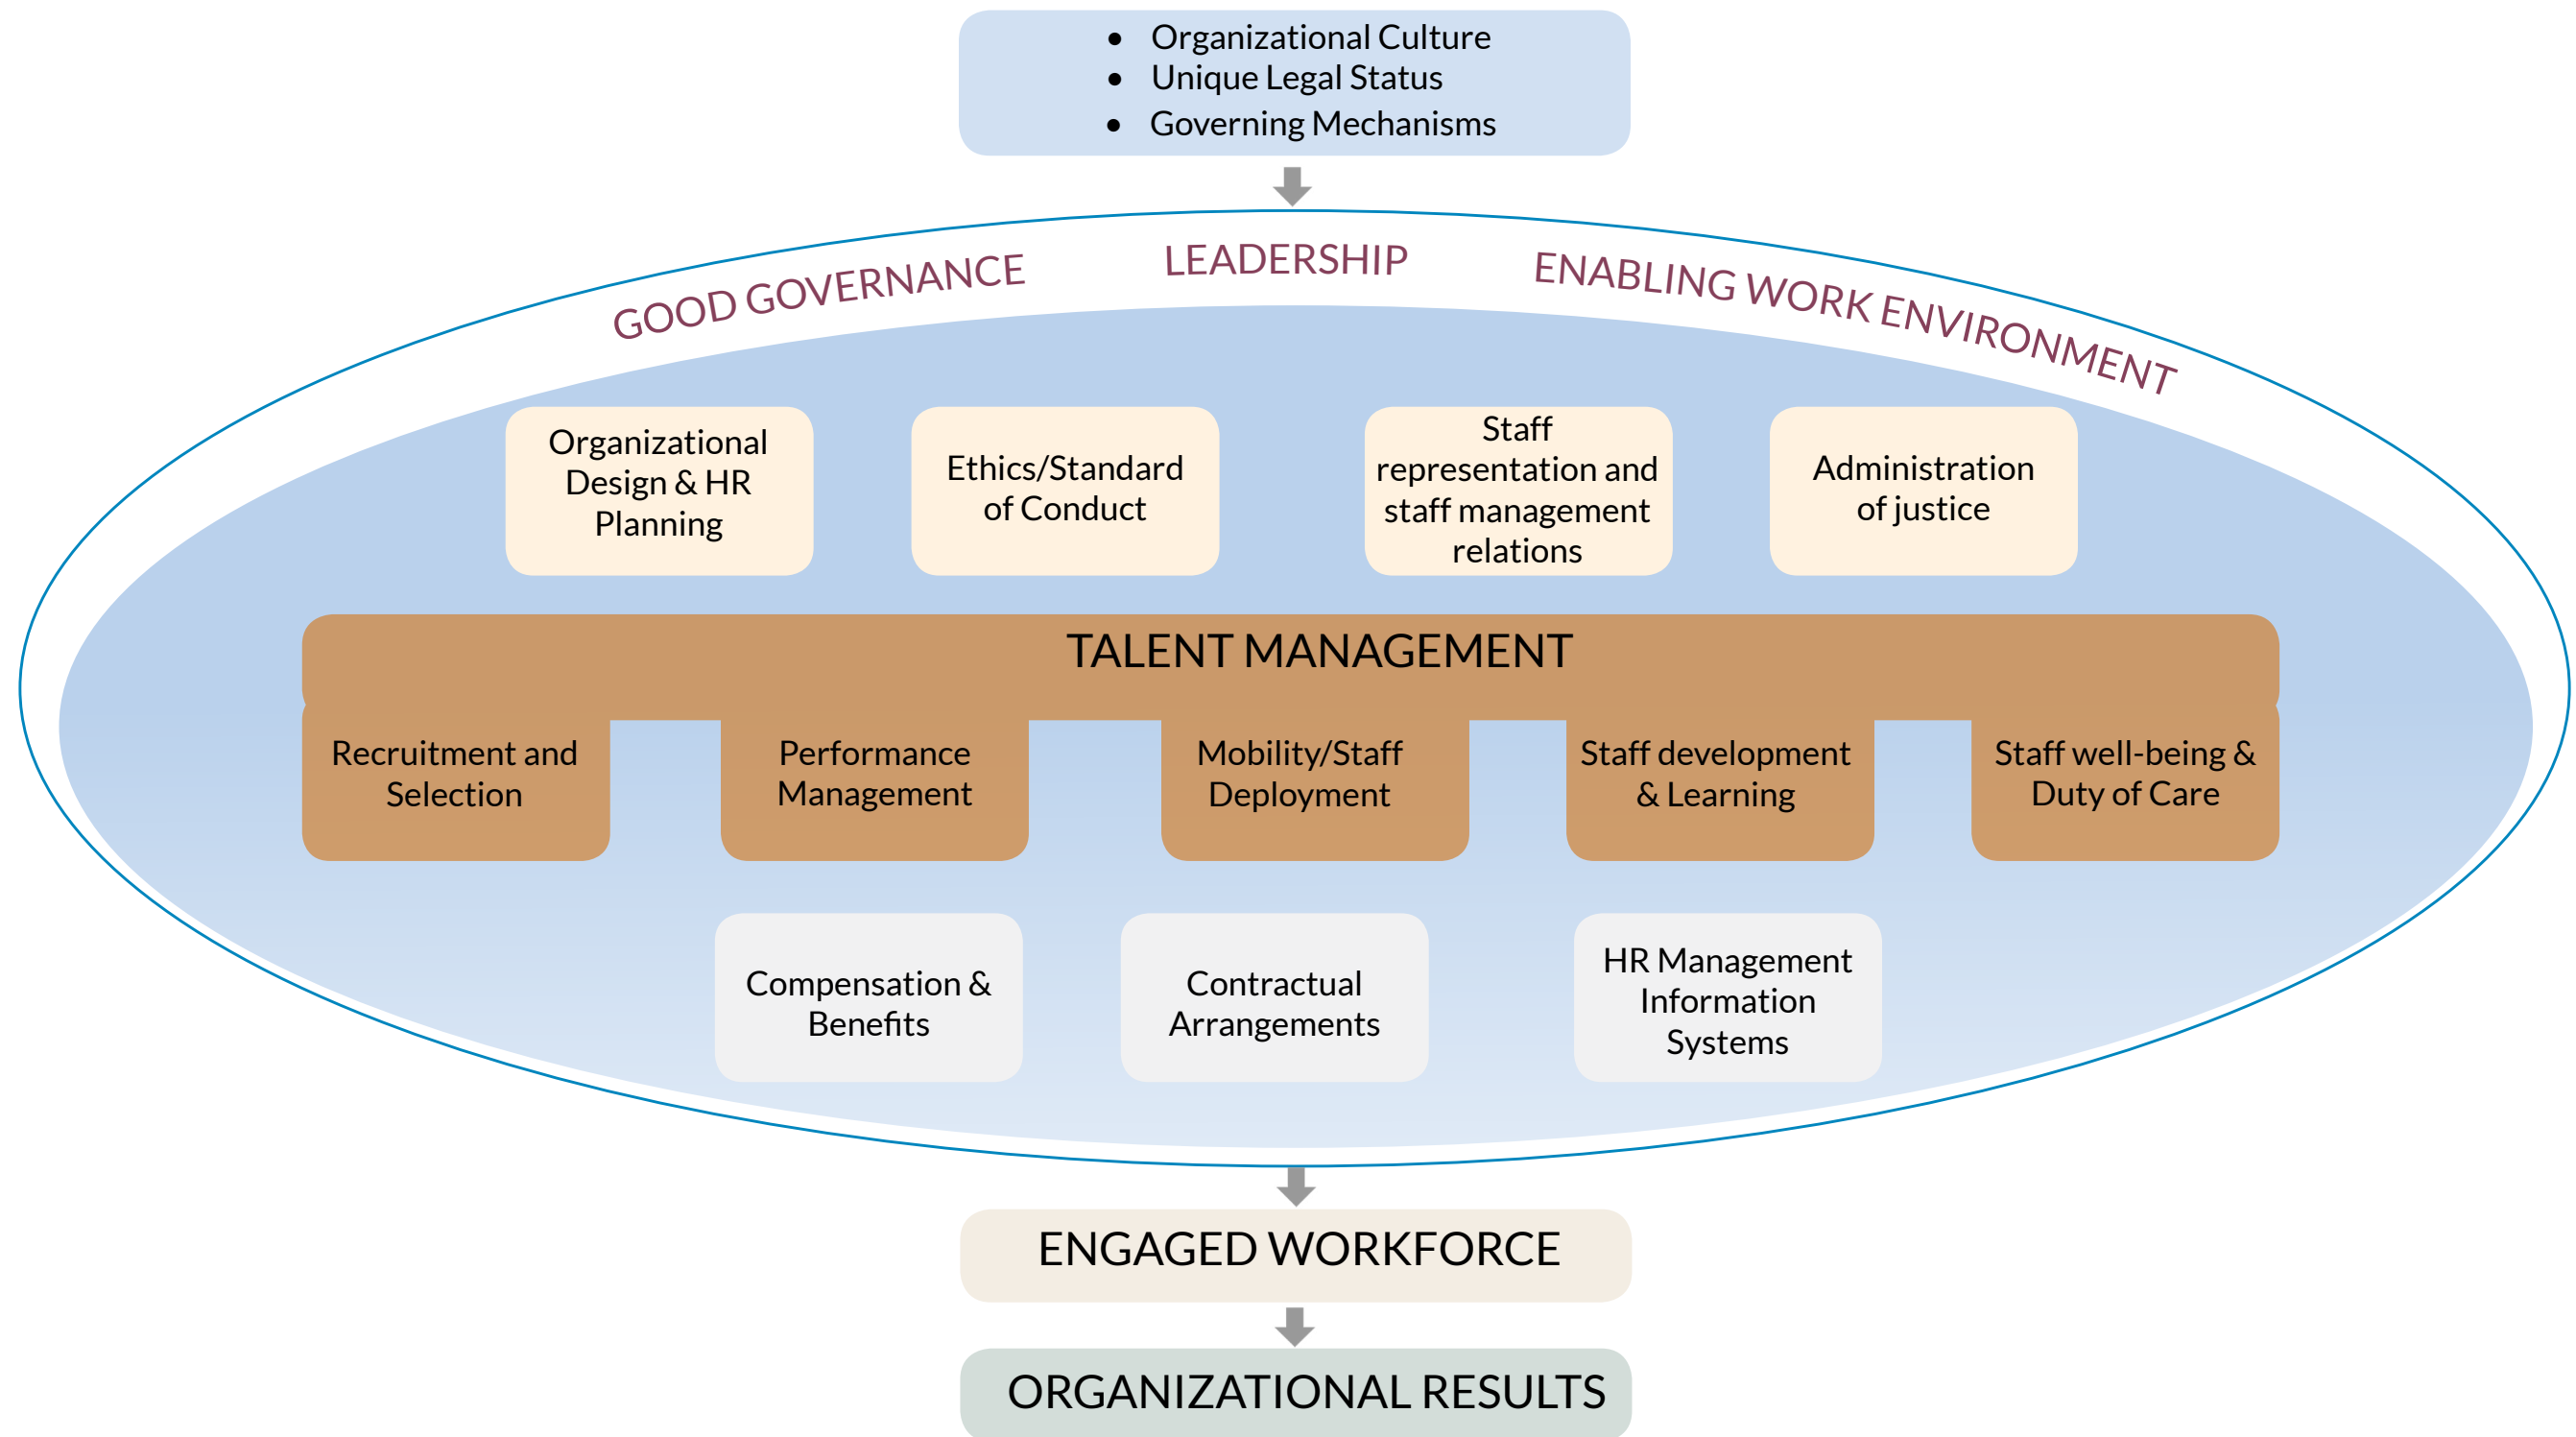 • Organizational Culture
• Unique Legal Status
• Governing Mechanisms
GOOD GOVERNANCE
LEADERSHIP
ENABLING WORK ENVIRONMENT
Organizational
Design & HR
Planning
Ethics/Standard
of Conduct
Staff
representation and
staff management
relations
Administration
of justice
TALENT MANAGEMENT
Recruitment and
Selection
Performance
Management
Mobility/Staff
Deployment
Staff development
& Learning
Staff well-being &
Duty of Care
Compensation &
Benefits
Contractual
Arrangements
HR Management
Information
Systems
ENGAGED WORKFORCE
ORGANIZATIONAL RESULTS